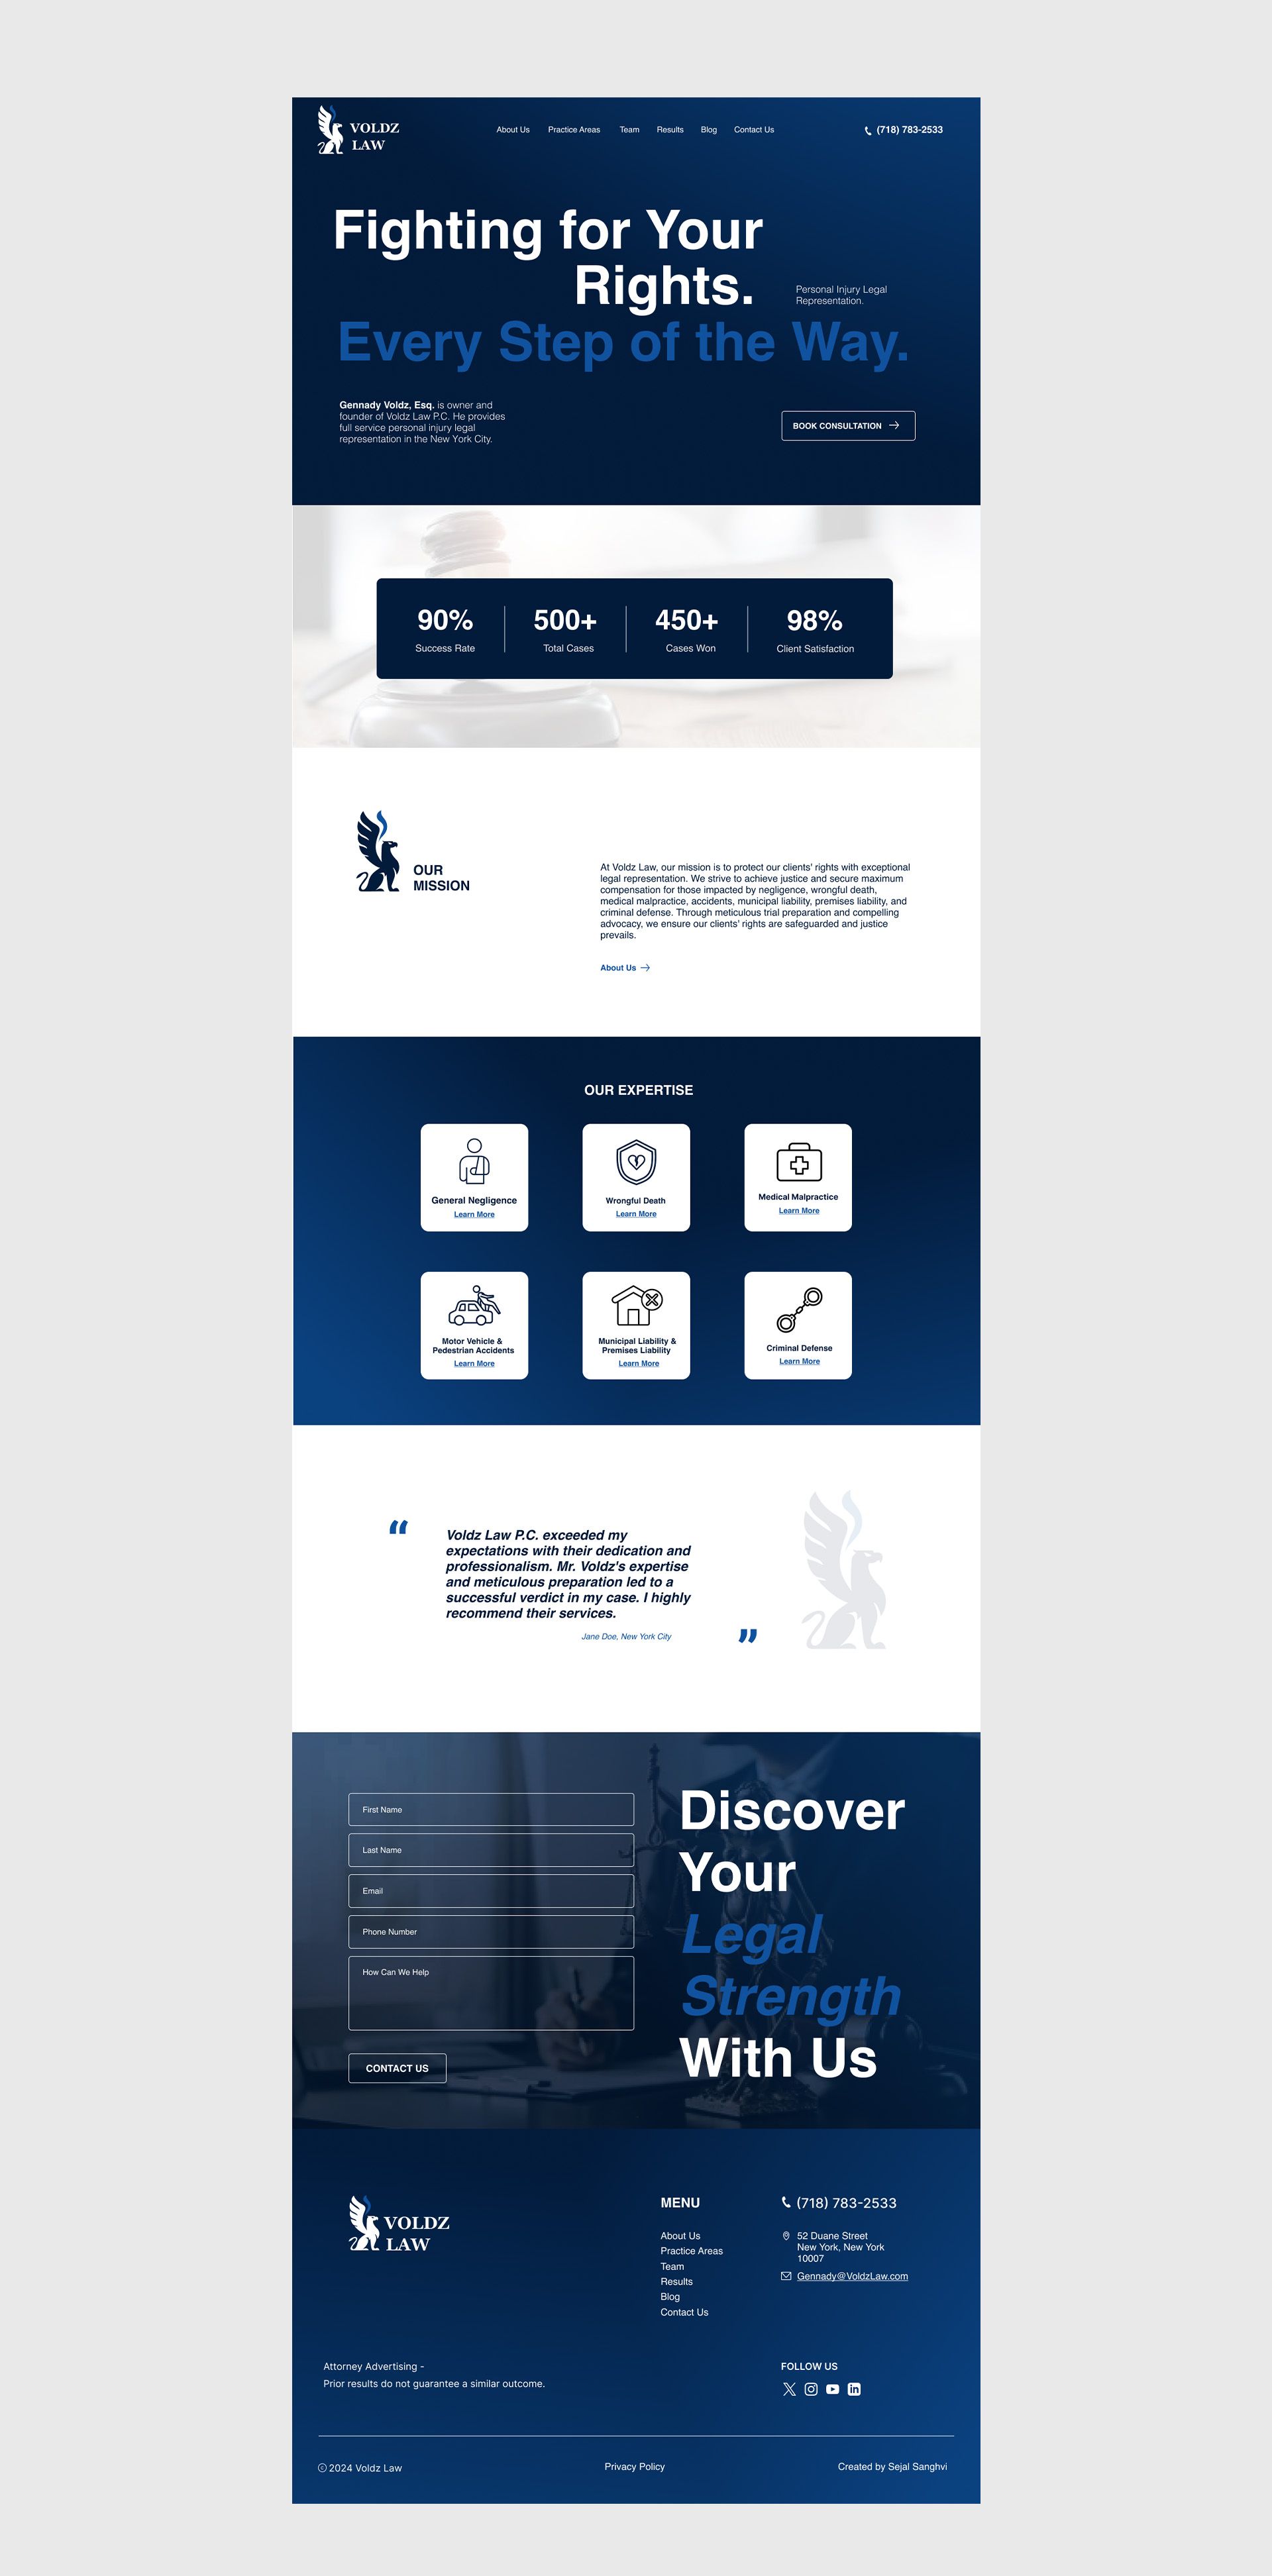 VOLDZ
LAW
About Us
Practice Areas
Team
Results
Blog
Contact Us
(718) 783-2533
Fighting for Your
Rights.
Personal Injury Legal
Representation.
Every Step of the Way.
Gennady Voldz, Esq. is owner and
founder of Voldz Law P.C. He provides
full service personal injury legal
representation in the New York City.
BOOK CONSULTATION
90%
Success Rate
500+
Total Cases
450+
Cases Won
98%
Client Satisfaction
OUR
MISSION
At Voldz Law, our mission is to protect our clients' rights with exceptional
legal representation. We strive to achieve justice and secure maximum
compensation for those impacted by negligence, wrongful death,
medical malpractice, accidents, municipal liability, premises liability, and
criminal defense. Through meticulous trial preparation and compelling
advocacy, we ensure our clients' rights are safeguarded and justice
prevails.
About Us
OUR EXPERTISE
General Negligence
Learn More
Wrongful Death
Learn More
Medical Malpractice
Learn More
Motor Vehicle &
Pedestrian Accidents
Learn More
Municipal Liability &
Premises Liability
Learn More
Criminal Defense
Learn More
“
Voldz Law P.C. exceeded my
expectations with their dedication and
professionalism. Mr. Voldz's expertise
and meticulous preparation led to a
successful verdict in my case. I highly
recommend their services.
Jane Doe, New York City
”
First Name
Last Name
Email
Phone Number
How Can We Help
CONTACT US
Discover
Your
Legal
Strength
With Us
VOLDZ
LAW
MENU
About Us
Practice Areas
Team
Results
Blog
Contact Us
(718) 783-2533
52 Duane Street
New York, New York
10007
Gennady@VoldzLaw.com
Attorney Advertising -
Prior results do not guarantee a similar outcome.
FOLLOW US
© 2024 Voldz Law
Privacy Policy
Created by Sejal Sanghvi